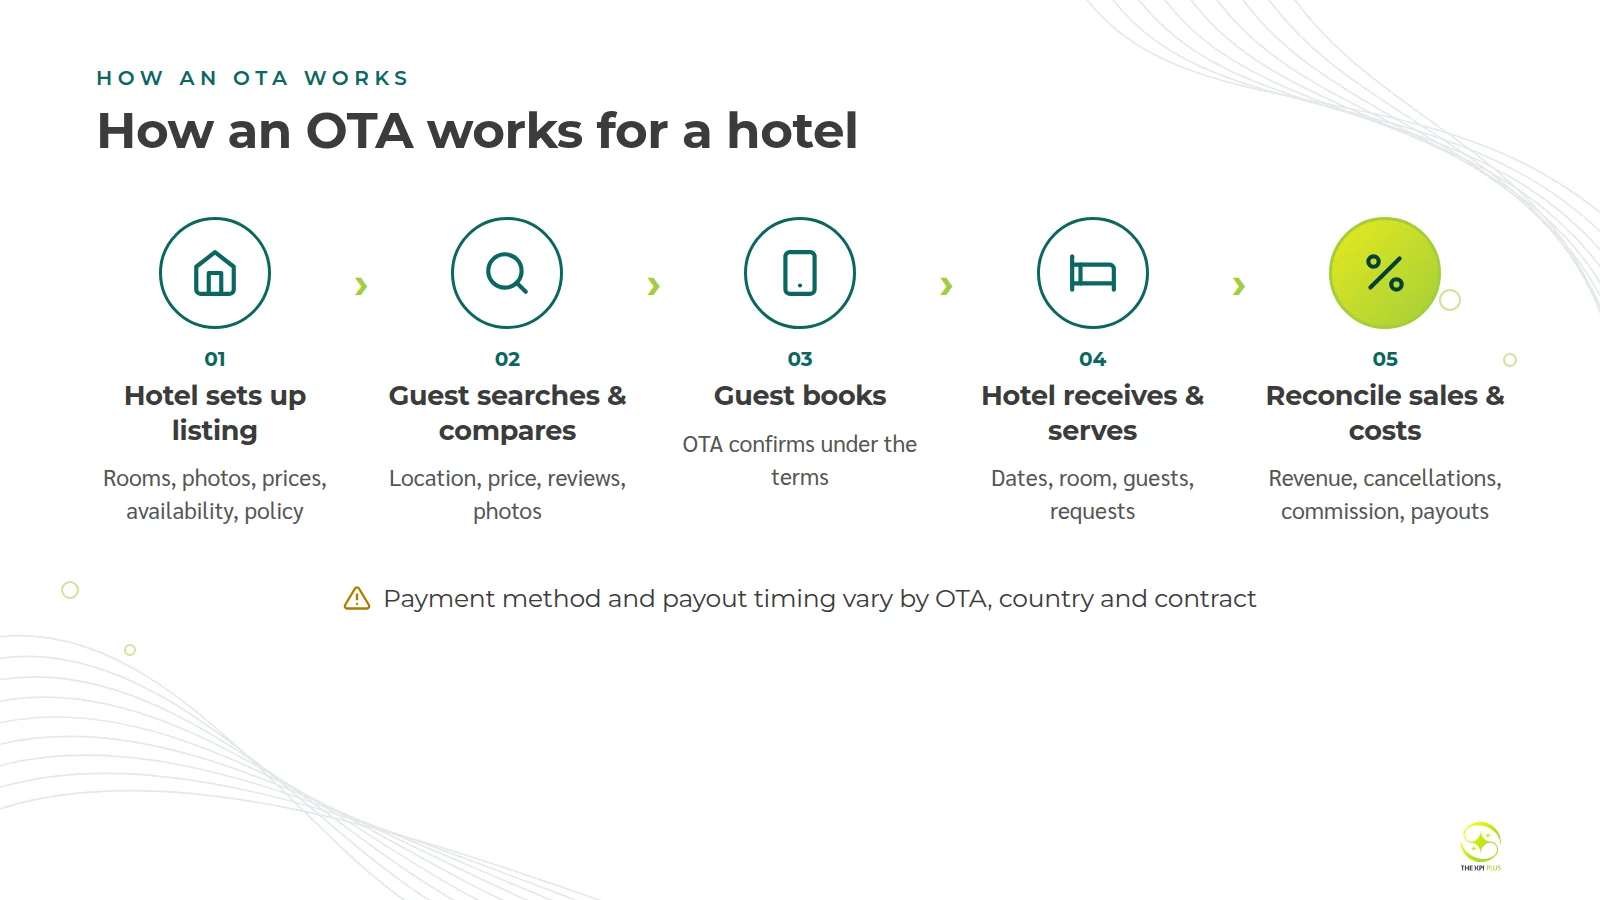 HOW AN OTA WORKS
How an OTA works for a hotel
01
Hotel sets up
listing
Rooms, photos, prices,
availability, policy
02
Guest searches &
compares
Location, price, reviews,
photos
03
Guest books
OTA confirms under the
terms
04
Hotel receives &
serves
Dates, room, guests,
requests
05
Reconcile sales &
costs
Revenue, cancellations,
commission, payouts
Payment method and payout timing vary by OTA, country and contract
THE XPI PLUS